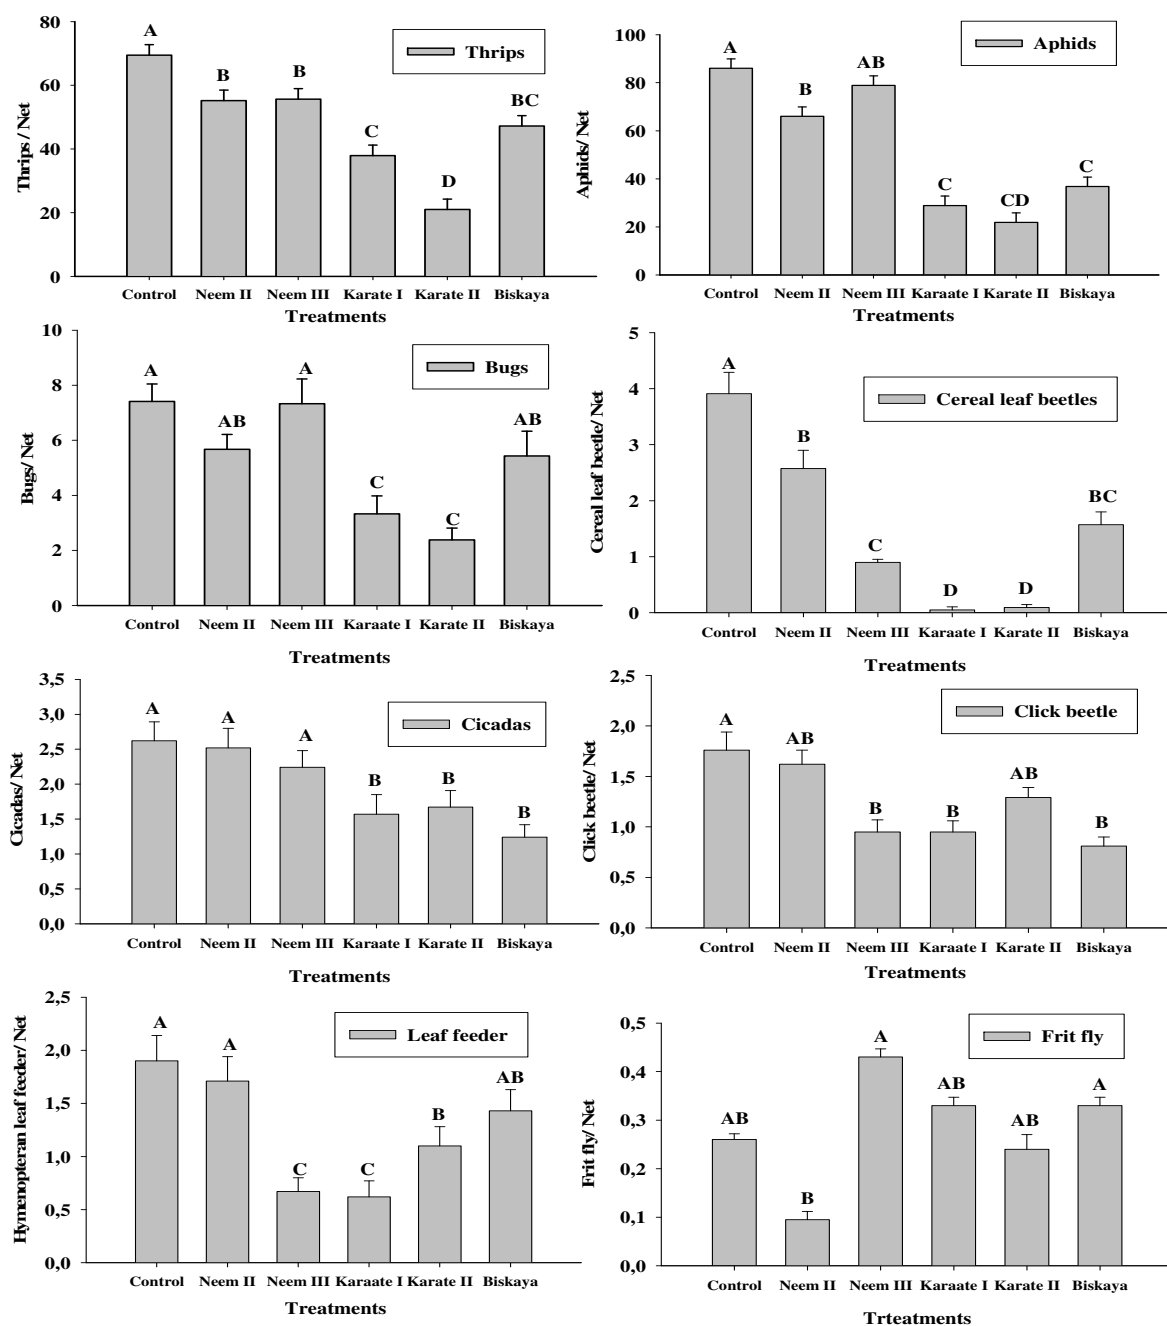 Thrips
Thrips / Net
80
60
40
20
0
A
B
B
C
D
BC
Control Neem II Neem III Karate I Karate II Biskaya
Treatments
Aphids
Aphids/ Net
100
80
60
40
20
0
A
B
AB
C
CD
C
Control Neem II Neem III Karaate I Karate II Biskaya
Treatments
Bugs
Bugs/ Net
10
8
6
4
2
0
A
AB
A
C
C
AB
Control Neem II Neem III Karaate I Karate II Biskaya
Treatments
Cereal leaf beetles
Cereal leaf beetle/ Net
5
4
3
2
1
0
A
B
C
D
D
BC
Control Neem II Neem III Karaate I Karate II Biskaya
Treatments
Cicadas
Cicadas/ Net
3,5
3,0
2,5
2,0
1,5
1,0
0,5
0,0
A
A
A
B
B
B
Control Neem II Neem III Karaate I Karate II Biskaya
Treatments
Click beetle
Click beetle/ Net
2,5
2,0
1,5
1,0
0,5
0,0
A
AB
B
B
AB
B
Control Neem II Neem III Karaate I Karate II Biskaya
Treatments
Leaf feeder
Hymenopteran leaf feeder/ Net
2,5
2,0
1,5
1,0
0,5
0,0
A
A
C
C
B
AB
Control Neem II Neem III Karaate I Karate II Biskaya
Treatments
Frit fly
Frit fly/ Net
0,5
0,4
0,3
0,2
0,1
0,0
AB
B
A
AB
AB
A
Control Neem II Neem III Karaate I Karate II Biskaya
Trteatments